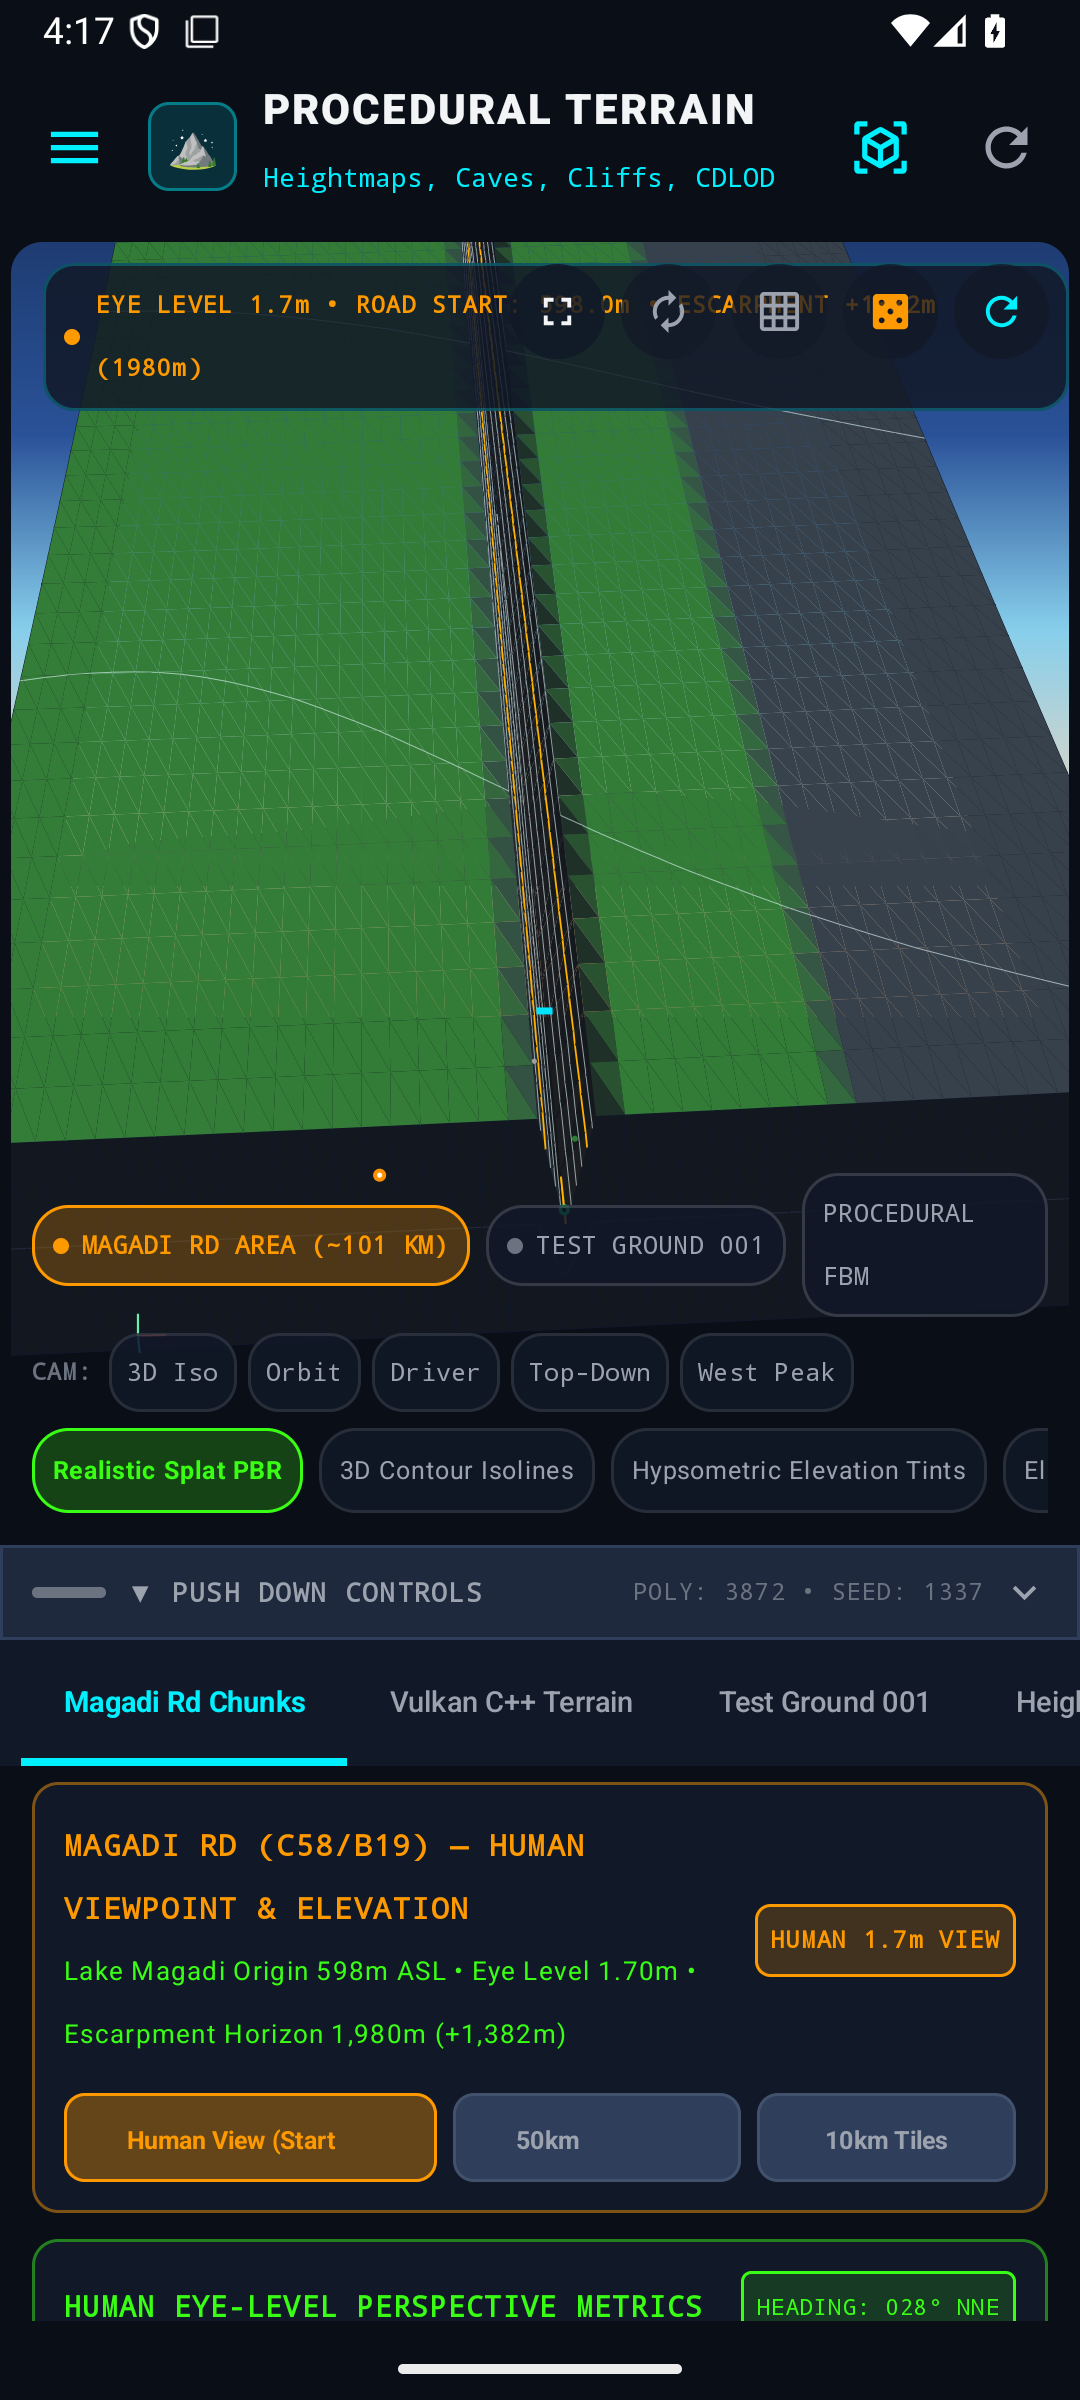 4:17
PROCEDURAL TERRAIN
Heightmaps, Caves, Cliffs, CDLOD
EYE LEVEL 1.7m • ROAD START: 598.0m • ESCARPMENT
(1980m)
MAGADI RD AREA (~101 KM)
TEST GROUND 001
PROCEDURAL
FBM
CAM:
3D Iso
Orbit
Driver
Top-Down
West Peak
Realistic Splat PBR
3D Contour Isolines
Hypsometric Elevation Tints
El
▼ PUSH DOWN CONTROLS
POLY: 3872 • SEED: 1337
Magadi Rd Chunks
Vulkan C++ Terrain
Test Ground 001
Heig
MAGADI RD (C58/B19) — HUMAN
VIEWPOINT & ELEVATION
Lake Magadi Origin 598m ASL • Eye Level 1.70m •
Escarpment Horizon 1,980m (+1,382m)
HUMAN 1.7m VIEW
Human View (Start
50km
10km Tiles
HUMAN EYE-LEVEL PERSPECTIVE METRICS
HEADING: 028° NNE